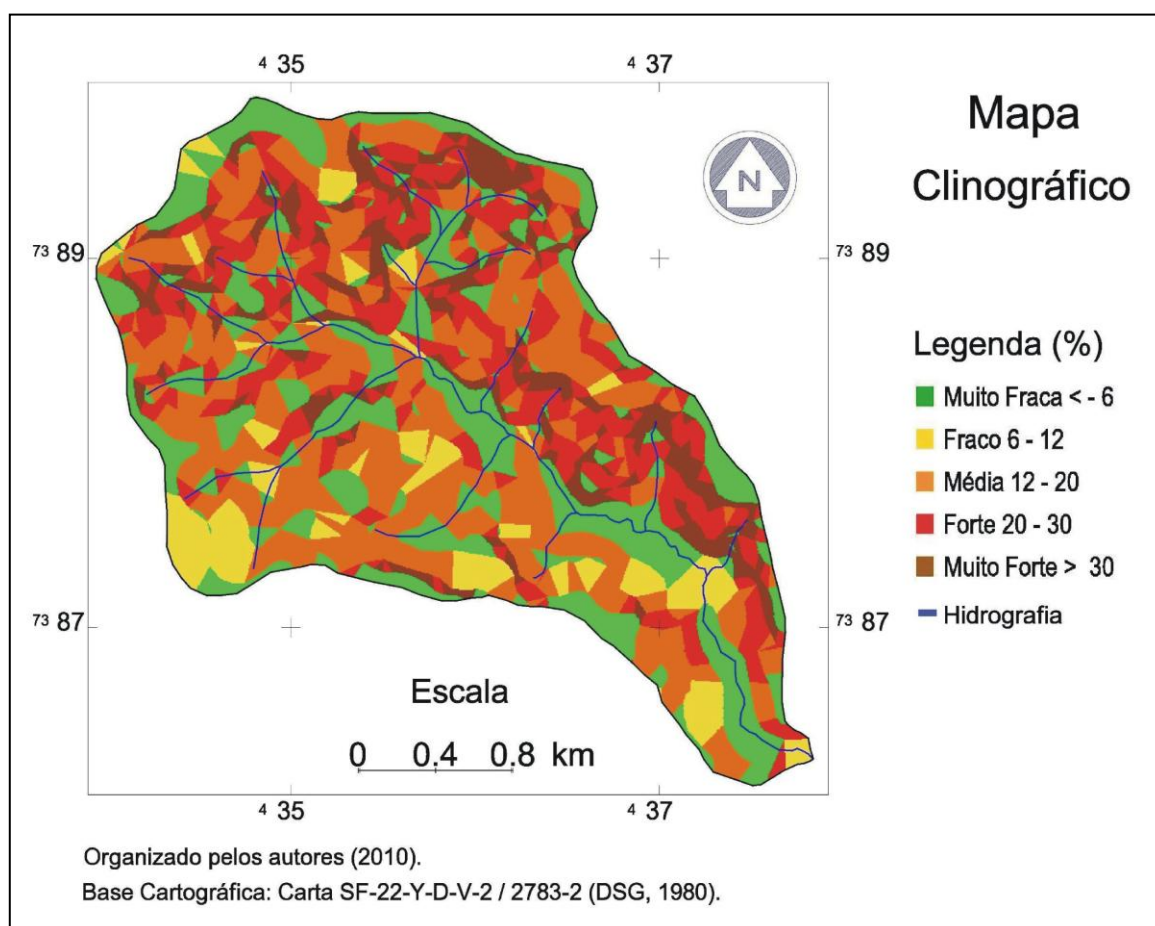 4 35
4 37
Mapa
Clinográfico
N
73 89
73 89
Legenda (%)
Muito Fraca < - 6
Fraco 6 - 12
Média 12 - 20
Forte 20 - 30
Muito Forte > 30
Hidrografia
73 87
73 87
Escala
0 0.4 0.8 km
4 35
4 37
Organizado pelos autores (2010).
Base Cartográfica: Carta SF-22-Y-D-V-2 / 2783-2 (DSG, 1980).